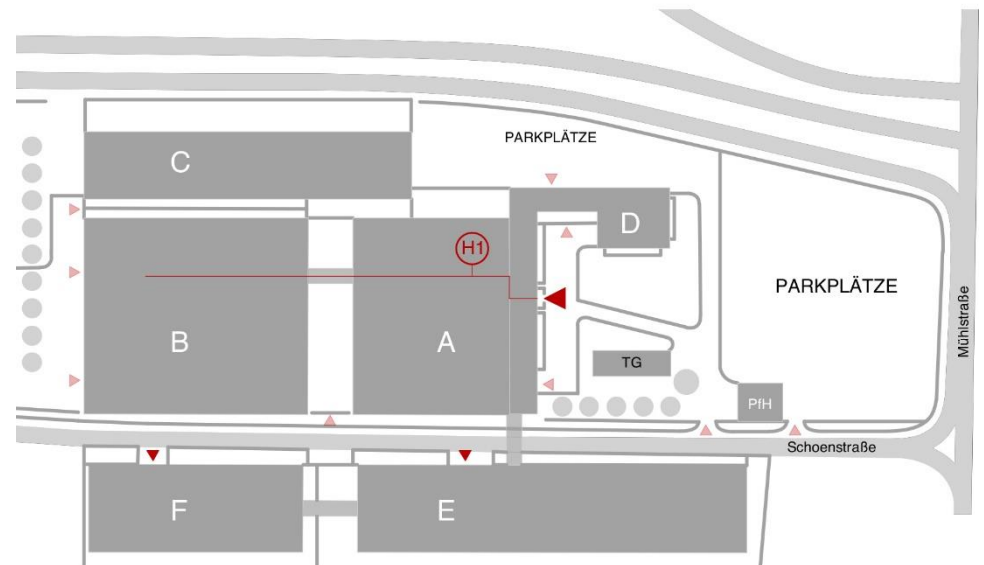 PARKPLÄTZE
C
D
H1
PARKPLÄTZE
B
A
Mühlstraße
TG
PfH
Schoenstraße
F
E